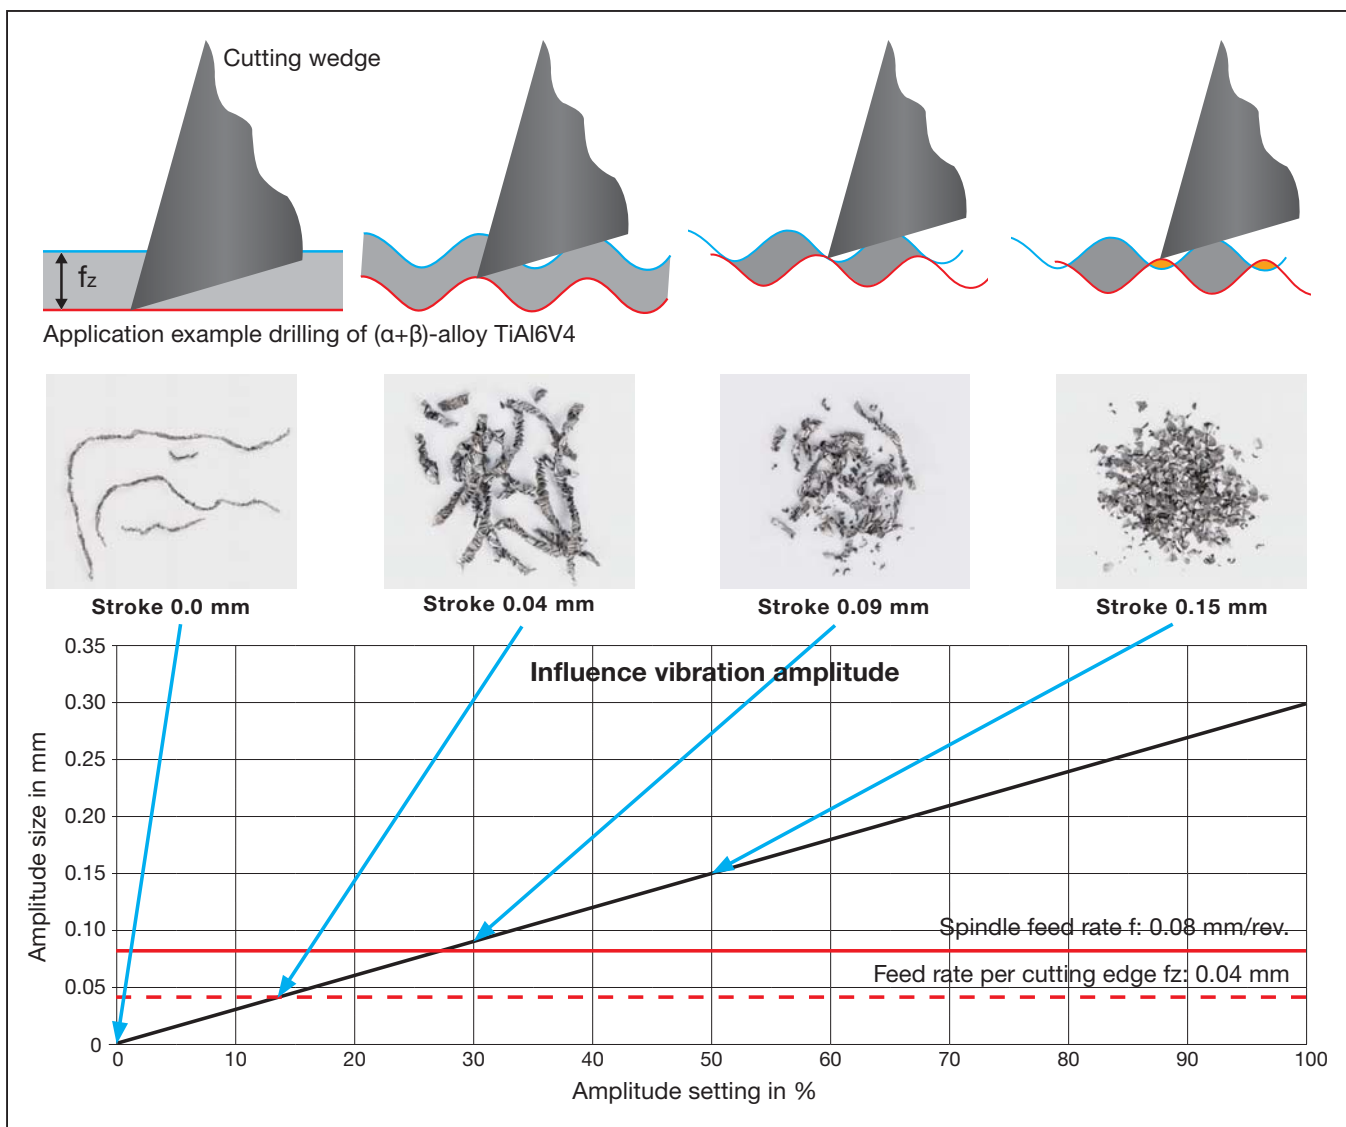 Cutting wedge
fz
Application example drilling of (α+β)-alloy TiAl6V4
Stroke 0.0 mm
Stroke 0.04 mm
Stroke 0.09 mm
Stroke 0.15 mm
Influence vibration amplitude
Amplitude size in mm
0.35
0.30
0.25
0.20
0.15
0.10
0.05
0
Spindle feed rate f: 0.08 mm/rev.
Feed rate per cutting edge fz: 0.04 mm
0 10 20 30 40 50 60 70 80 90 100
Amplitude setting in %